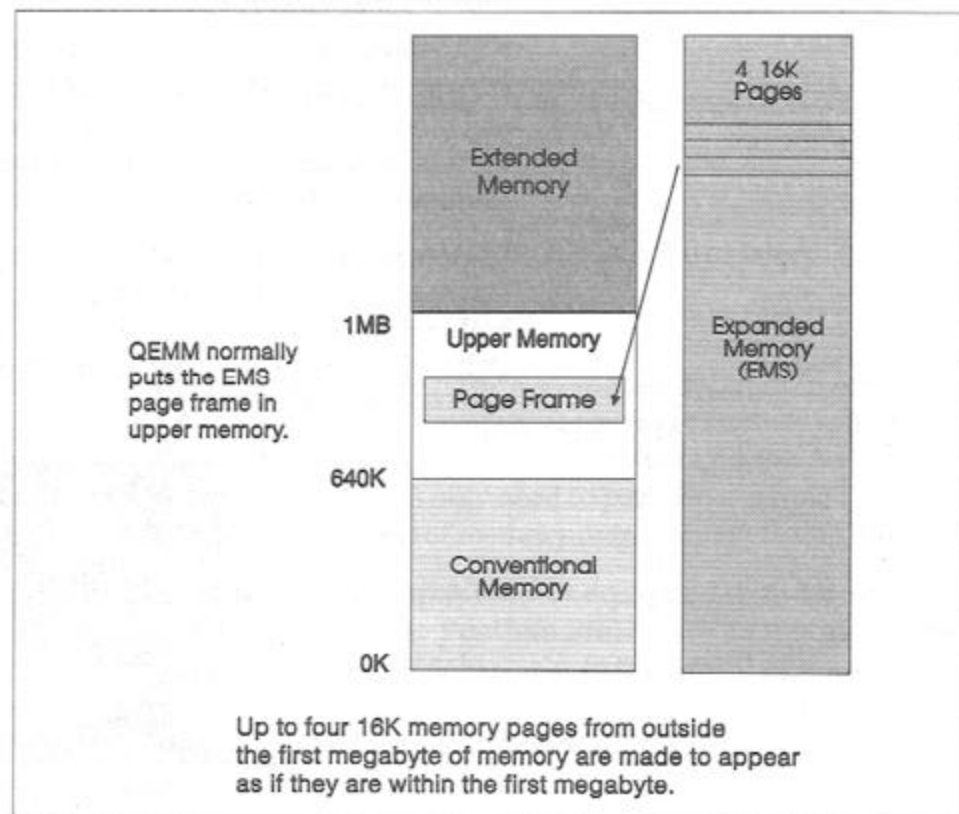 4 16K
Pages
Extended
Memory
1MB
Upper Memory
Expanded
Memory
(EMS)
QEMM normally
puts the EMS
page frame in
upper memory.
Page Frame
640K
Conventional
Memory
0K
Up to four 16K memory pages from outside
the first megabyte of memory are made to appear
as if they are within the first megabyte.